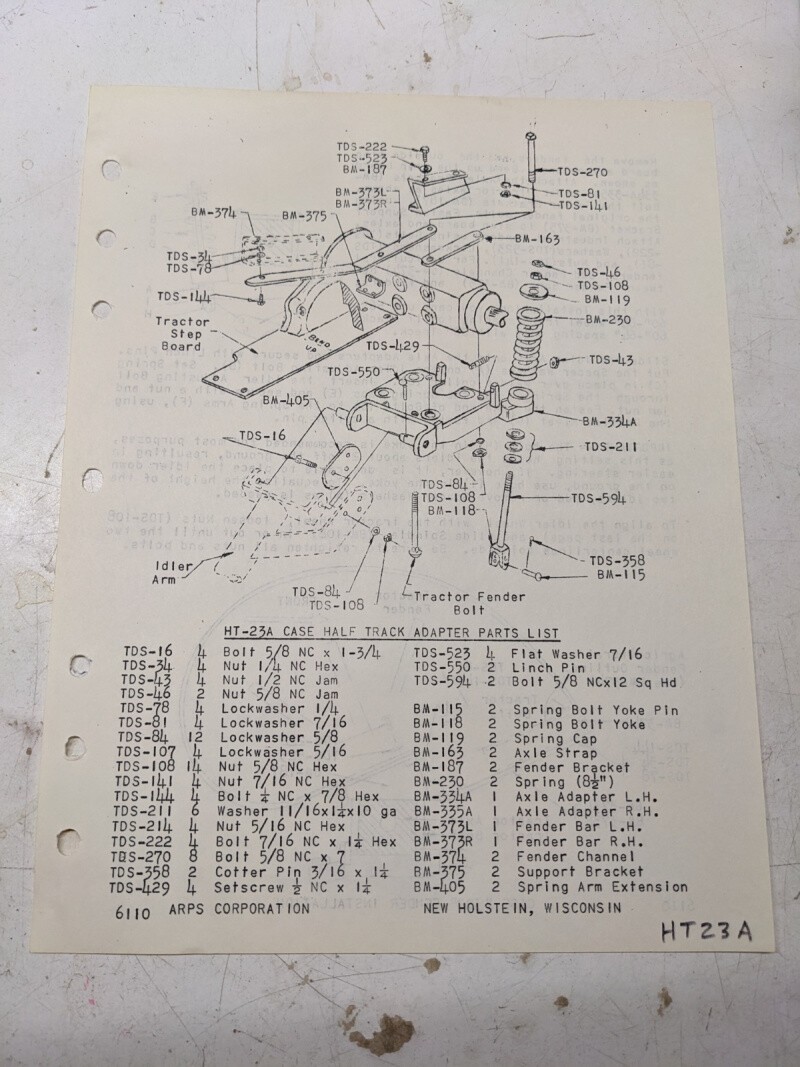 TDS-222
TDS-523
BM-187
TDS-270
TDS-81
TDS-141
BM-373L
BM-373R
BM-374
BM-375
BM-163
TDS-34
TDS-78
TDS-46
TDS-108
BM-119
TDS-144
BM-230
Tractor
Step
Board
BEND
UP
TDS-429
TDS-43
TDS-550
BM-405
BM-334A
TDS-16
TDS-211
TDS-84
TDS-108
BM-118
TDS-594
Idler
Arm
TDS-358
BM-115
TDS-84
TDS-108
Tractor Fender
Bolt
HT-23A CASE HALF TRACK ADAPTER PARTS LIST
TDS-16 4 Bolt 5/8 NC x 1-3/4
TDS-34 4 Nut 1/4 NC Hex
TDS-43 4 Nut 1/2 NC Jam
TDS-46 2 Nut 5/8 NC Jam
TDS-78 4 Lockwasher 1/4
TDS-81 4 Lockwasher 7/16
TDS-84 12 Lockwasher 5/8
TDS-107 4 Lockwasher 5/16
TDS-108 14 Nut 5/8 NC Hex
TDS-141 4 Nut 7/16 NC Hex
TDS-144 4 Bolt ¼ NC x 7/8 Hex
TDS-211 6 Washer 11/16x1¼x10 ga
TDS-214 4 Nut 5/16 NC Hex
TDS-222 4 Bolt 7/16 NC x 1¼ Hex
TDS-270 8 Bolt 5/8 NC x 7
TDS-358 2 Cotter Pin 3/16 x 1¼
TDS-429 4 Setscrew ½ NC x 1¼
TDS-523 4 Flat Washer 7/16
TDS-550 2 Linch Pin
TDS-594 2 Bolt 5/8 NCx12 Sq Hd
BM-115 2 Spring Bolt Yoke Pin
BM-118 2 Spring Bolt Yoke
BM-119 2 Spring Cap
BM-163 2 Axle Strap
BM-187 2 Fender Bracket
BM-230 2 Spring (8½")
BM-334A 1 Axle Adapter L.H.
BM-335A 1 Axle Adapter R.H.
BM-373L 1 Fender Bar L.H.
BM-373R 1 Fender Bar R.H.
BM-374 2 Fender Channel
BM-375 2 Support Bracket
BM-405 2 Spring Arm Extension
6110 ARPS CORPORATION NEW HOLSTEIN, WISCONSIN
HT23A